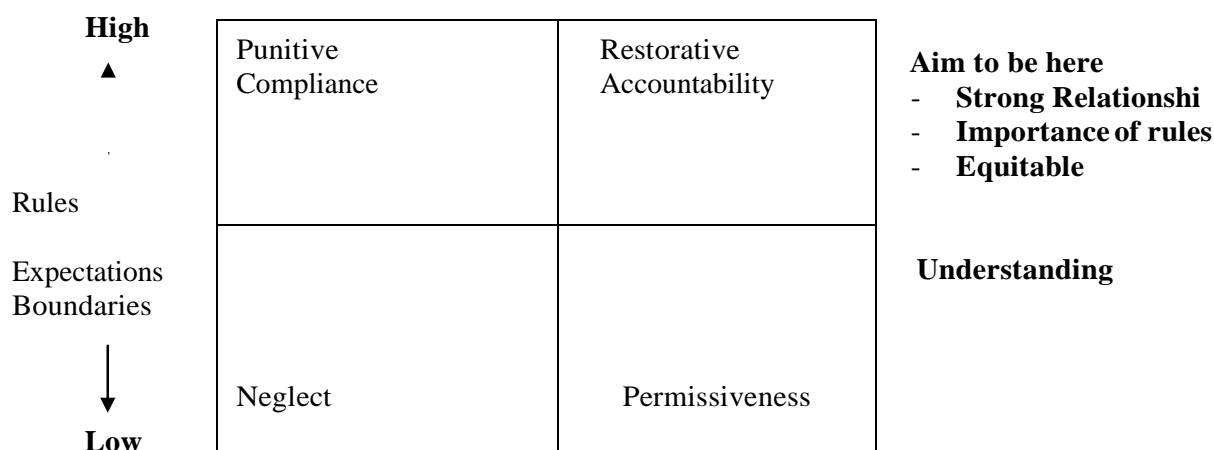 High
Punitive
Compliance
Restorative
Accountability
Aim to be here
- Strong Relationshi
- Importance of rules
- Equitable
Rules
Expectations
Boundaries
Understanding
Neglect
Permissiveness
Low